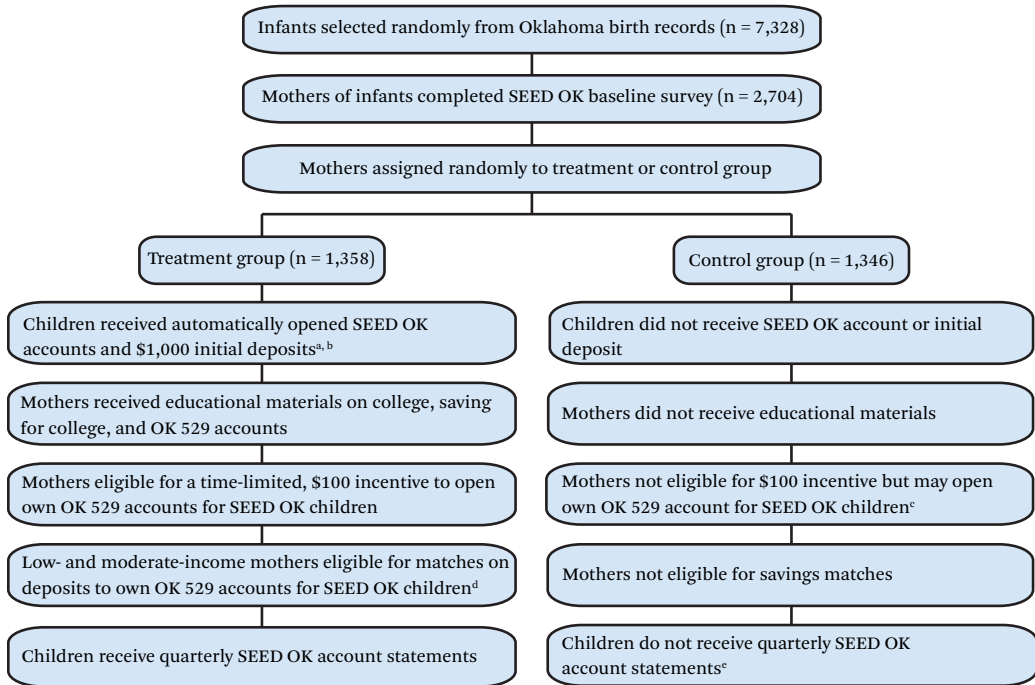 Infants selected randomly from Oklahoma birth records (n = 7,328)
Mothers of infants completed SEED OK baseline survey (n = 2,704)
Mothers assigned randomly to treatment or control group
Treatment group (n = 1,358)
Children received automatically opened SEED OK
accounts and $1,000 initial deposits^a, b
Mothers received educational materials on college, saving
for college, and OK 529 accounts
Mothers eligible for a time-limited, $100 incentive to open
own OK 529 accounts for SEED OK children
Low- and moderate-income mothers eligible for matches on
deposits to own OK 529 accounts for SEED OK children^d
Children receive quarterly SEED OK account statements
Control group (n = 1,346)
Children did not receive SEED OK account or initial
deposit
Mothers did not receive educational materials
Mothers not eligible for $100 incentive but may open
own OK 529 account for SEED OK children^c
Mothers not eligible for savings matches
Children do not receive quarterly SEED OK
account statements^e